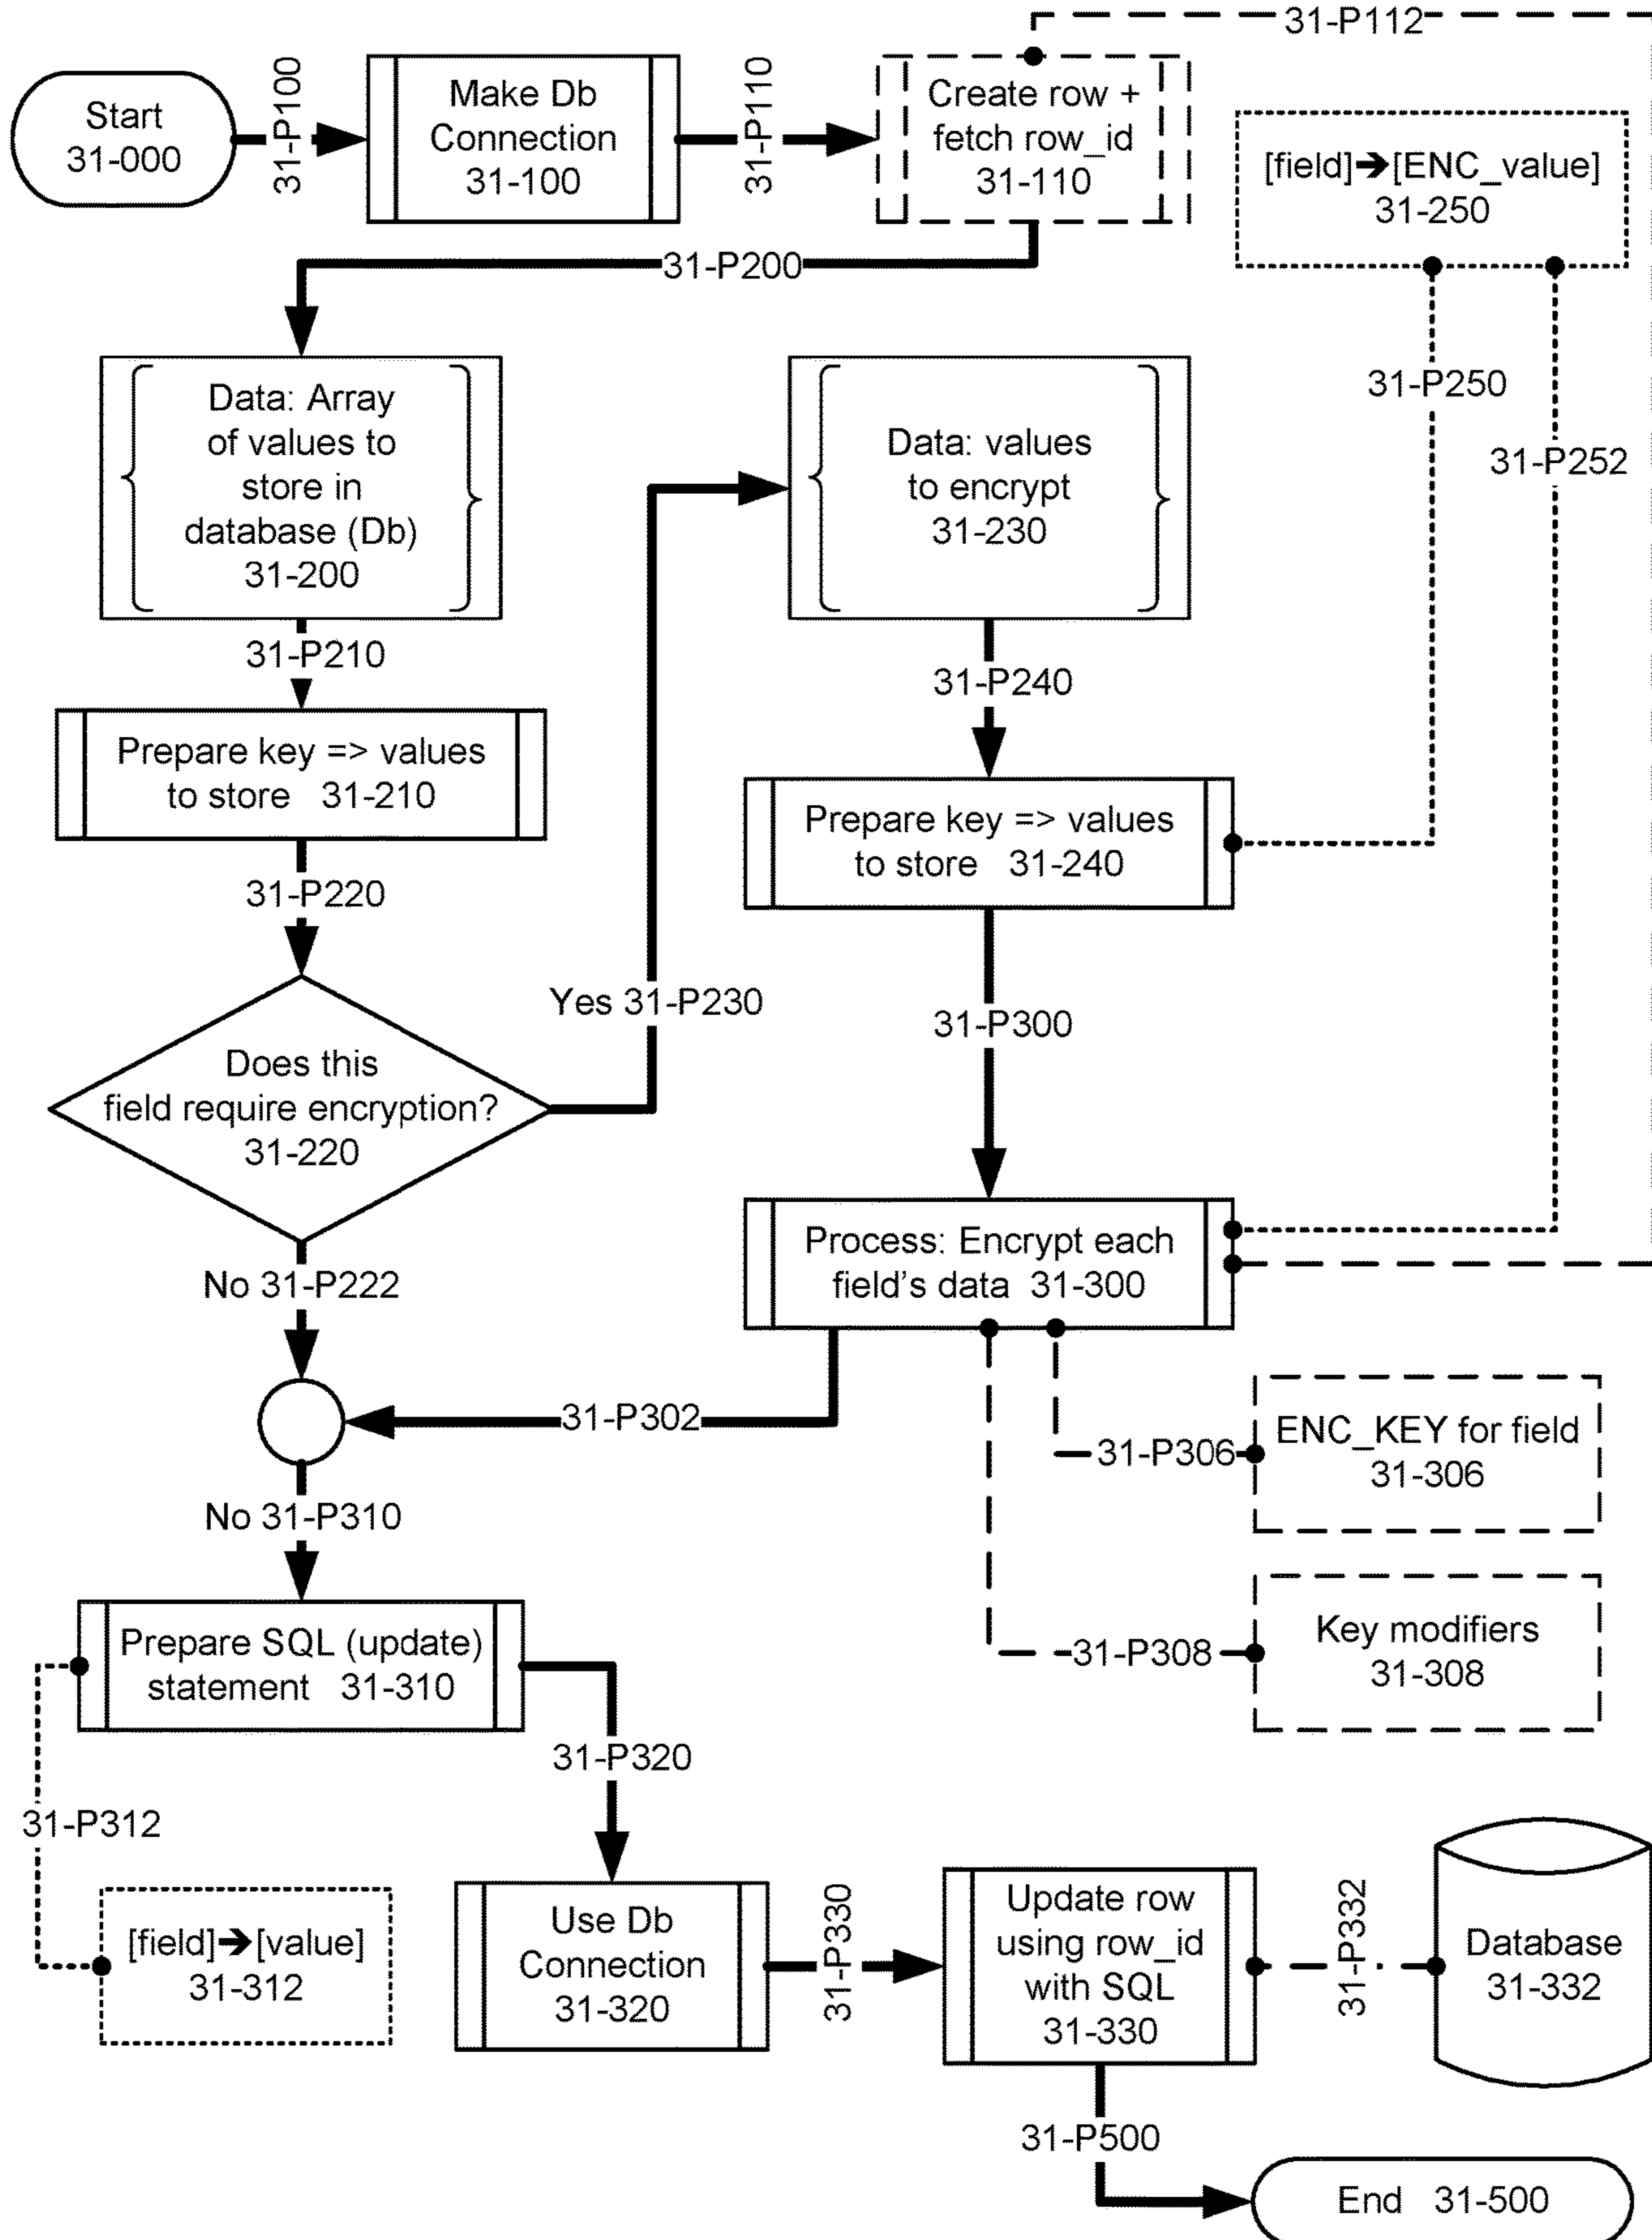 31-P112
Start
31-000
31-P100
Make Db
Connection
31-100
31-P110
Create row +
fetch row_id
31-110
[field]➔[ENC_value]
31-250
31-P200
Data: Array
of values to
store in
database (Db)
31-200
Data: values
to encrypt
31-230
31-P250
31-P252
31-P210
31-P240
Prepare key => values
to store 31-210
Prepare key => values
to store 31-240
31-P220
Yes 31-P230
31-P300
Does this
field require encryption?
31-220
Process: Encrypt each
field's data 31-300
No 31-P222
31-P302
31-P306
ENC_KEY for field
31-306
No 31-P310
31-P308
Key modifiers
31-308
Prepare SQL (update)
statement 31-310
31-P320
31-P312
[field]➔[value]
31-312
Use Db
Connection
31-320
31-P330
Update row
using row_id
with SQL
31-330
31-P332
Database
31-332
31-P500
End 31-500